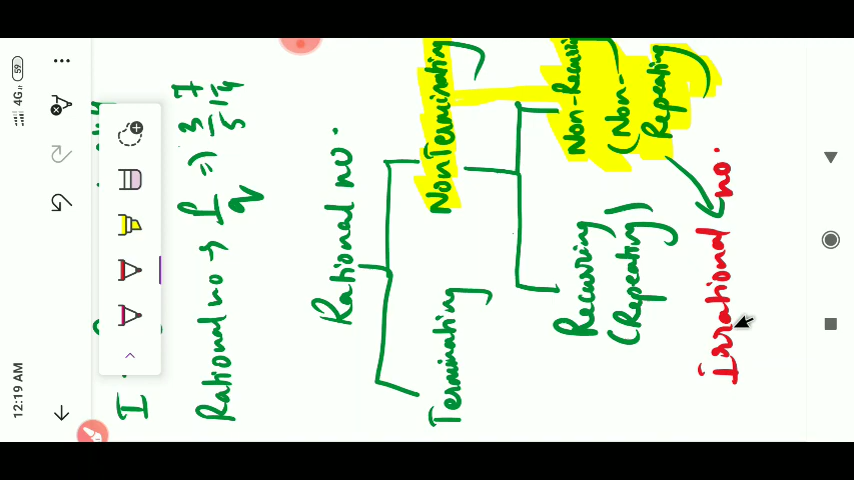 12:19 AM
4G
59
I
Rational no → p/q => 3/5 7/14
Rational no.
Terminating
Non Terminating
Recurring
(Repeating)
Non-Recurring
(Non-
Repeating)
Irrational no.